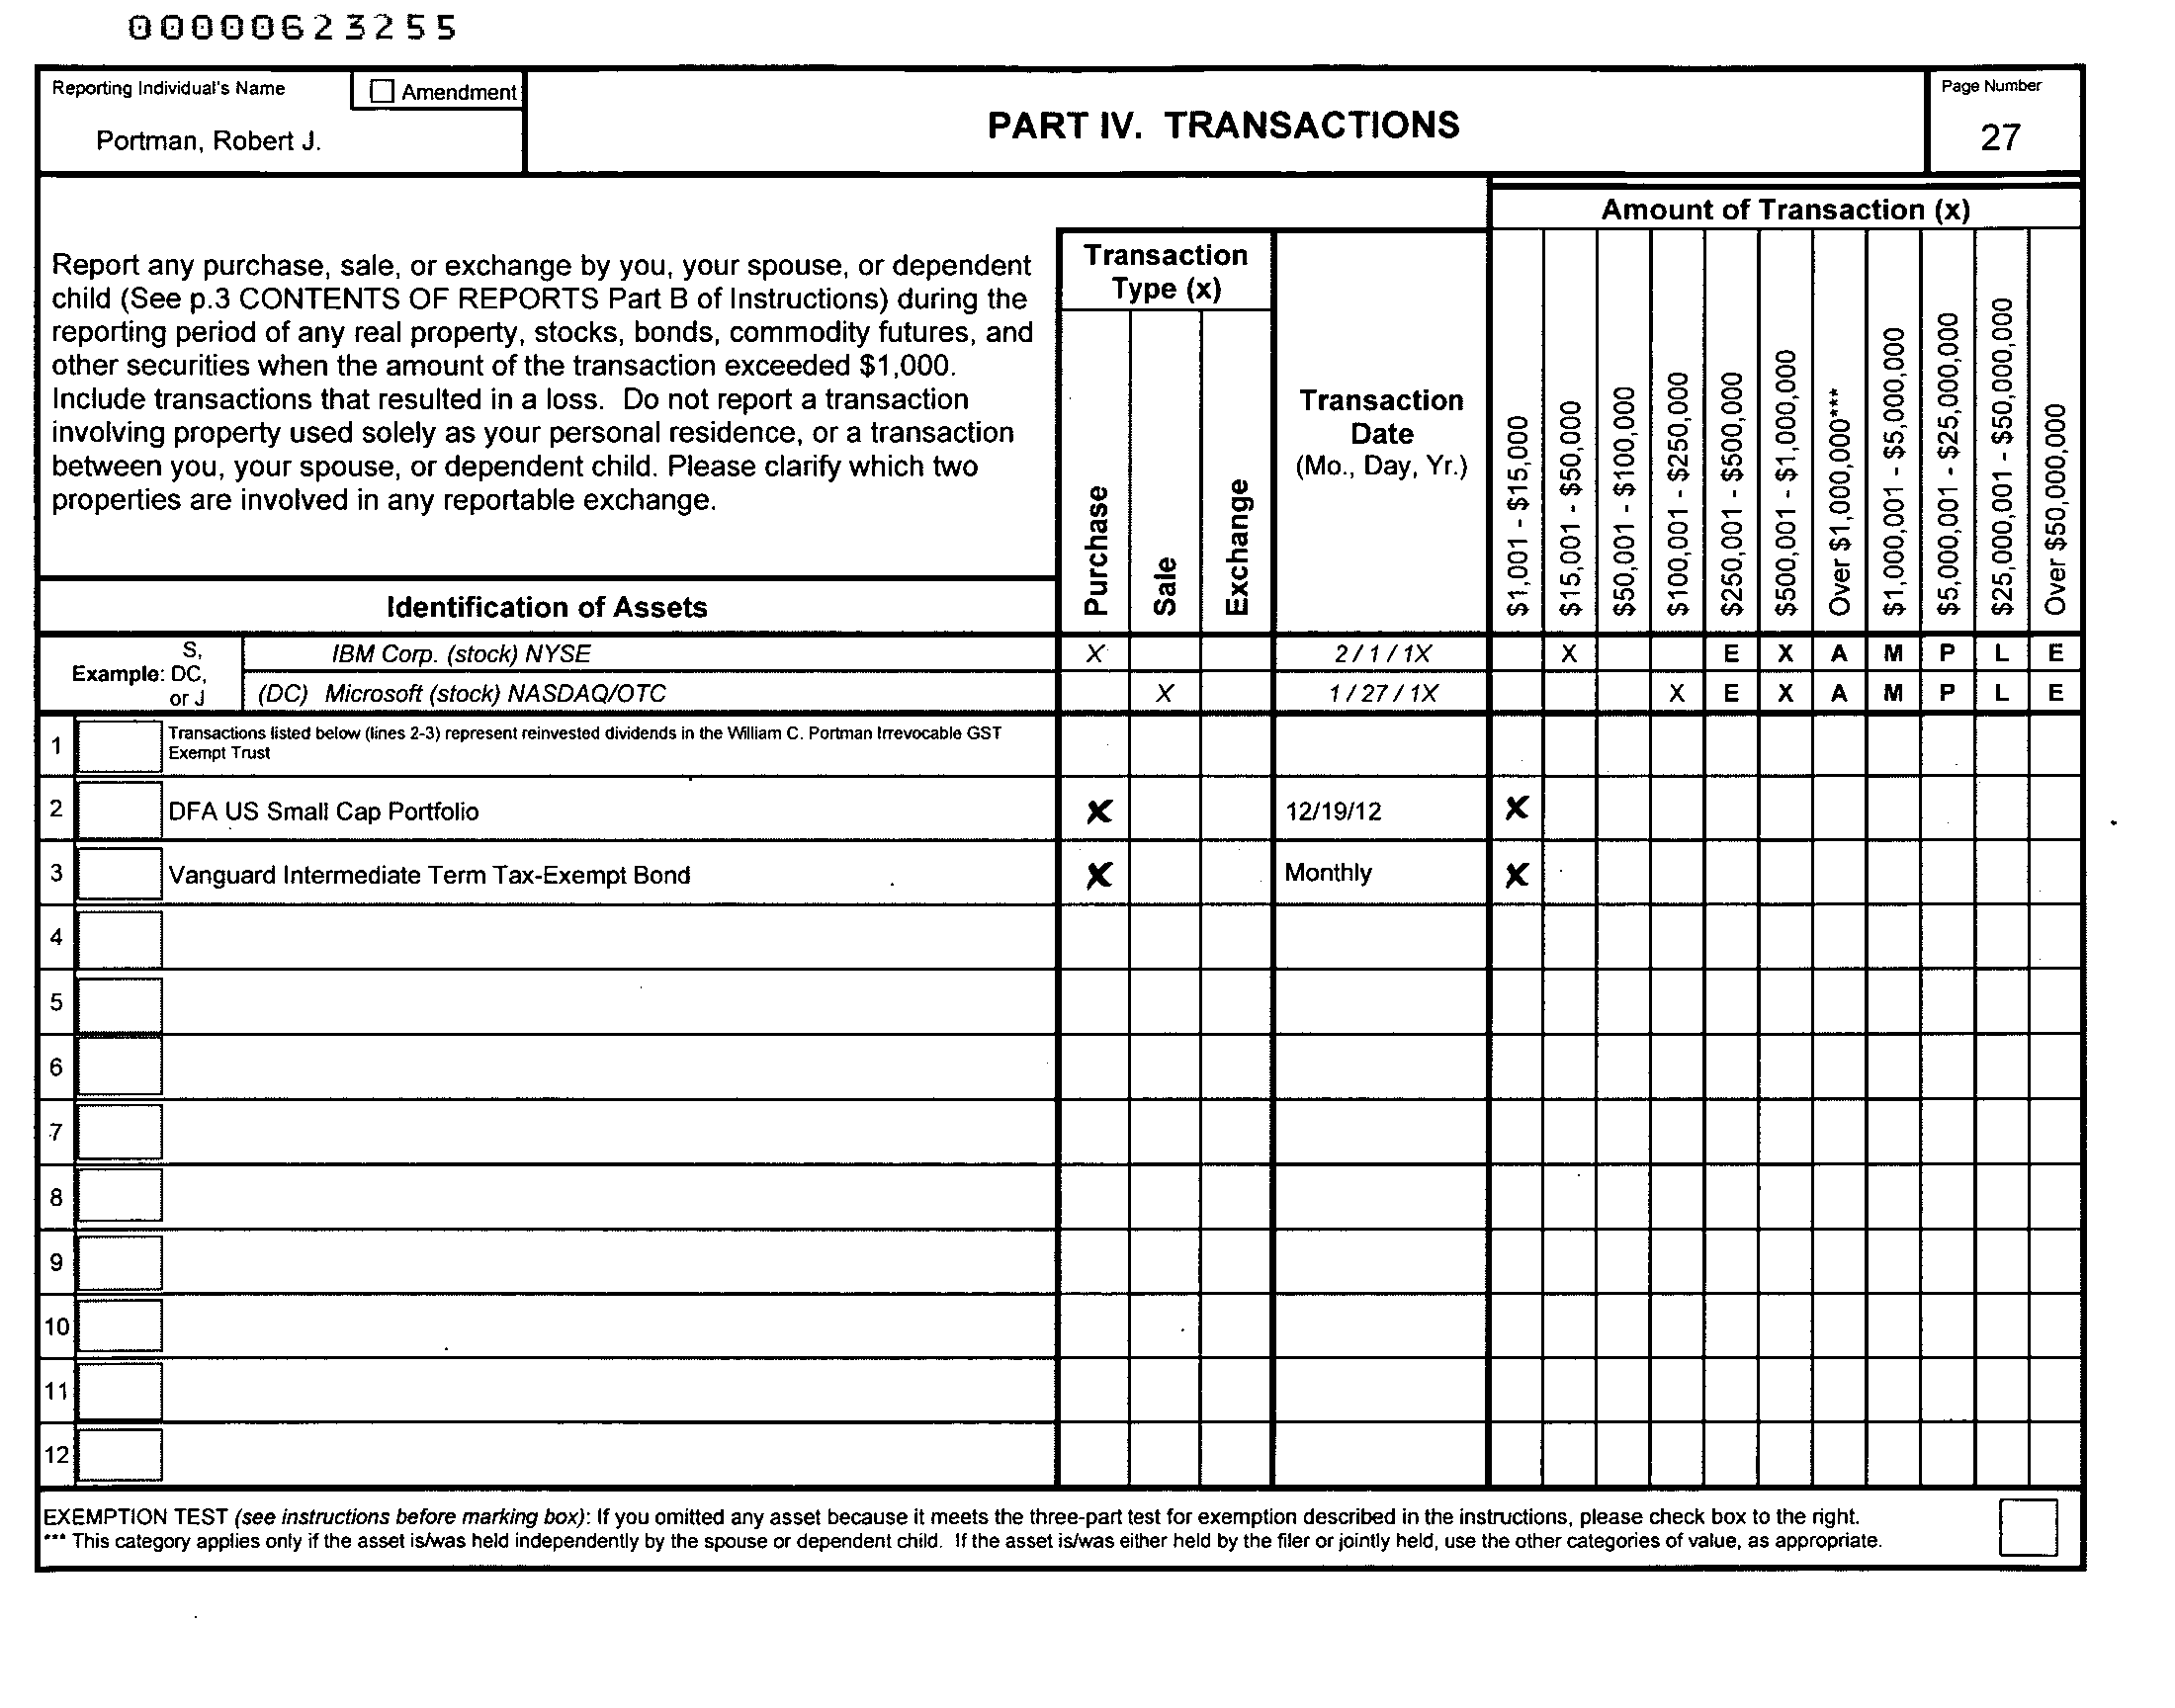 00000623255
Reporting Individual's Name
Amendment
Portman, Robert J.
PART IV. TRANSACTIONS
Page Number
27
Amount of Transaction (x)
Report any purchase, sale, or exchange by you, your spouse, or dependent
child (See p.3 CONTENTS OF REPORTS Part B of Instructions) during the
reporting period of any real property, stocks, bonds, commodity futures, and
other securities when the amount of the transaction exceeded $1,000.
Include transactions that resulted in a loss. Do not report a transaction
involving property used solely as your personal residence, or a transaction
between you, your spouse, or dependent child. Please clarify which two
properties are involved in any reportable exchange.
Transaction
Type (x)
Purchase
Sale
Exchange
Transaction
Date
(Mo., Day, Yr.)
$1,001 - $15,000
$15,001 - $50,000
$50,001 - $100,000
$100,001 - $250,000
$250,001 - $500,000
$500,001 - $1,000,000
Over $1,000,000***
$1,000,001 - $5,000,000
$5,000,001 - $25,000,000
$25,000,001 - $50,000,000
Over $50,000,000
Identification of Assets
Example: S, DC, or J
IBM Corp. (stock) NYSE X 2 / 1 / 1X X E X A M P L E
(DC) Microsoft (stock) NASDAQ/OTC X 1 / 27 / 1X X E X A M P L E
1 Transactions listed below (lines 2-3) represent reinvested dividends in the William C. Portman Irrevocable GST
Exempt Trust
2 DFA US Small Cap Portfolio X 12/19/12 X
3 Vanguard Intermediate Term Tax-Exempt Bond X Monthly X
4
5
6
7
8
9
10
11
12
EXEMPTION TEST (see instructions before marking box): If you omitted any asset because it meets the three-part test for exemption described in the instructions, please check box to the right.
*** This category applies only if the asset is/was held independently by the spouse or dependent child. If the asset is/was either held by the filer or jointly held, use the other categories of value, as appropriate.